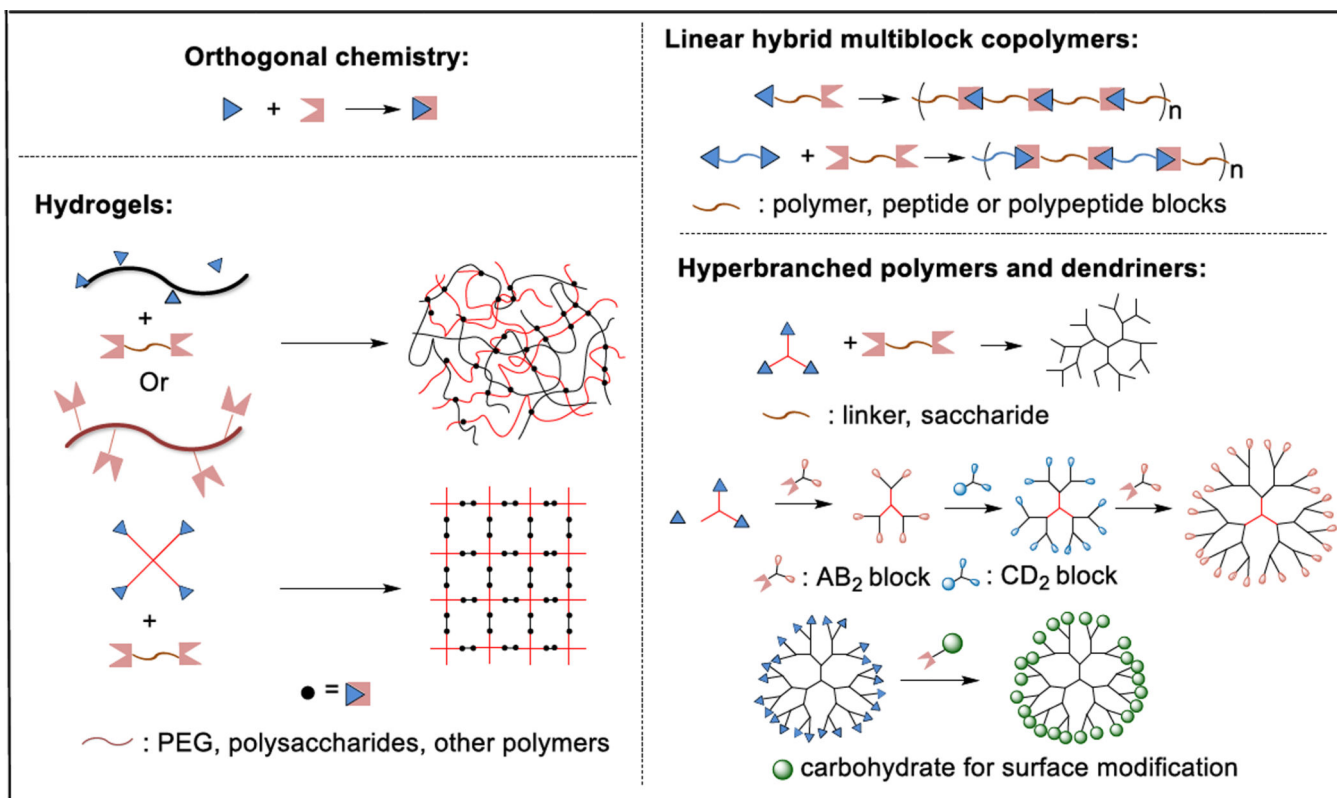 Orthogonal chemistry:
+
Hydrogels:
+
Or
+
• =
: PEG, polysaccharides, other polymers
Linear hybrid multiblock copolymers:
( )n
+ ( )n
: polymer, peptide or polypeptide blocks
Hyperbranched polymers and dendriners:
+
: linker, saccharide
: AB2 block : CD2 block
carbohydrate for surface modification